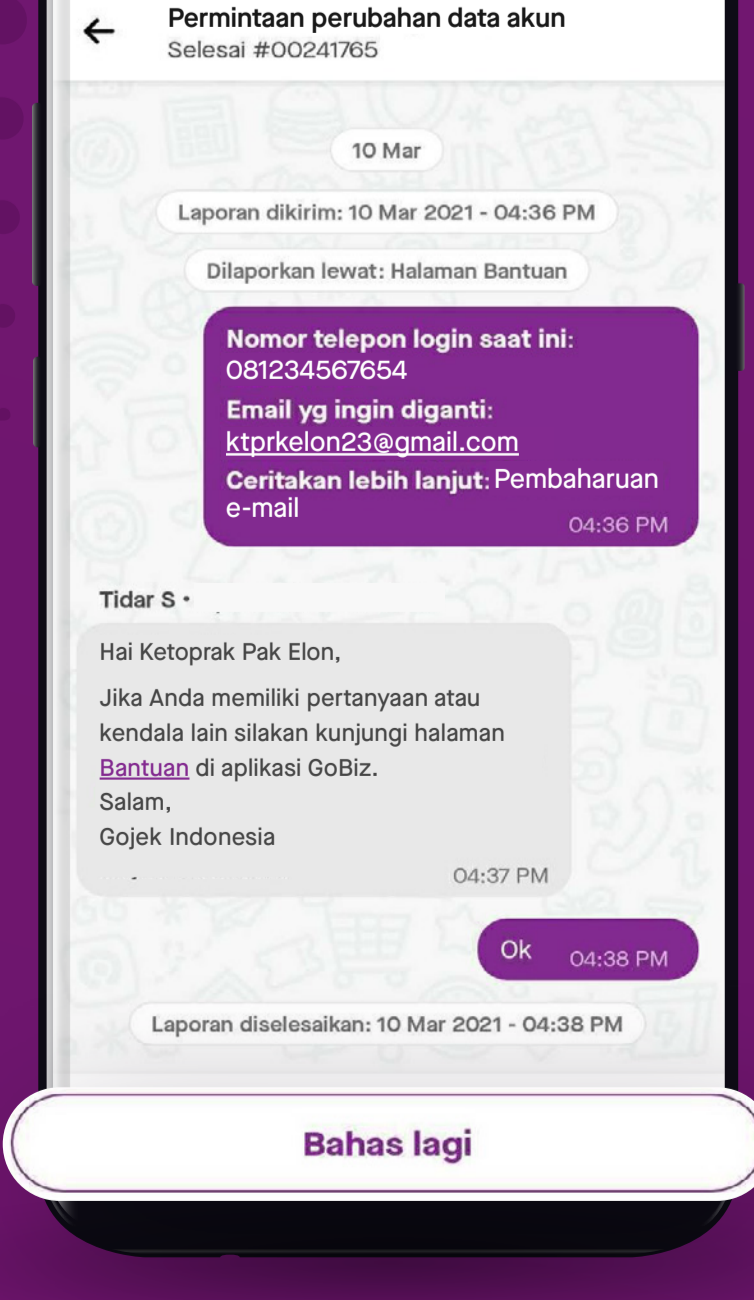 Permintaan perubahan data akun
Selesai #00241765
10 Mar
Laporan dikirim: 10 Mar 2021 - 04:36 PM
Dilaporkan lewat: Halaman Bantuan
Nomor telepon login saat ini:
081234567654
Email yg ingin diganti:
ktprkelon23@gmail.com
Ceritakan lebih lanjut: Pembaharuan
e-mail
04:36 PM
Tidar S •
Hai Ketoprak Pak Elon,
Jika Anda memiliki pertanyaan atau
kendala lain silakan kunjungi halaman
Bantuan di aplikasi GoBiz.
Salam,
Gojek Indonesia
04:37 PM
Ok 04:38 PM
Laporan diselesaikan: 10 Mar 2021 - 04:38 PM
Bahas lagi